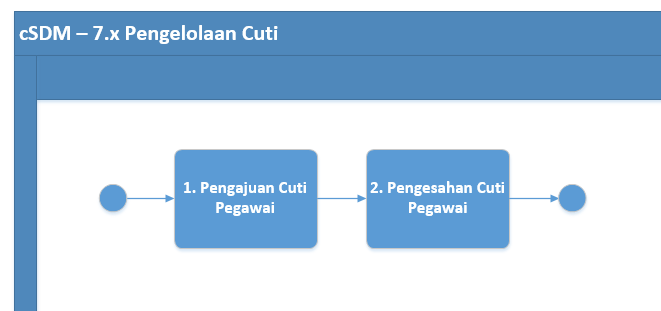 cSDM – 7.x Pengelolaan Cuti
1. Pengajuan Cuti
Pegawai
2. Pengesahan Cuti
Pegawai